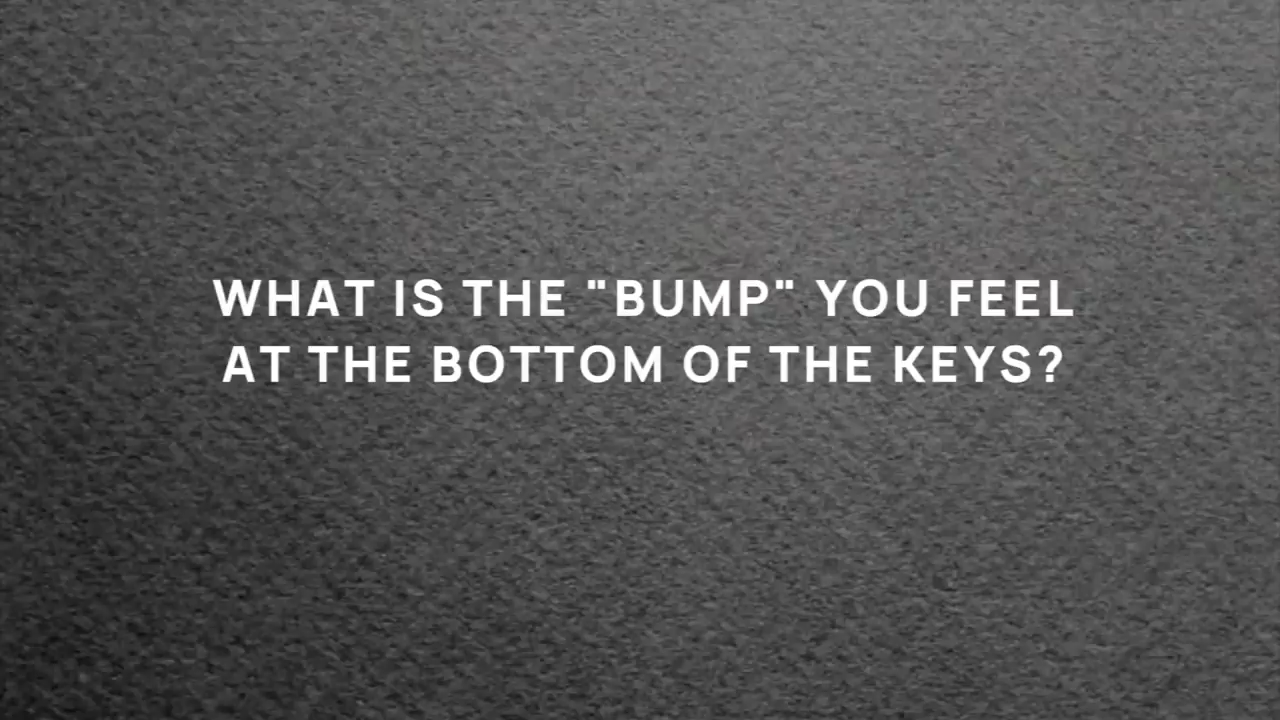 WHAT IS THE "BUMP" YOU FEEL
AT THE BOTTOM OF THE KEYS?